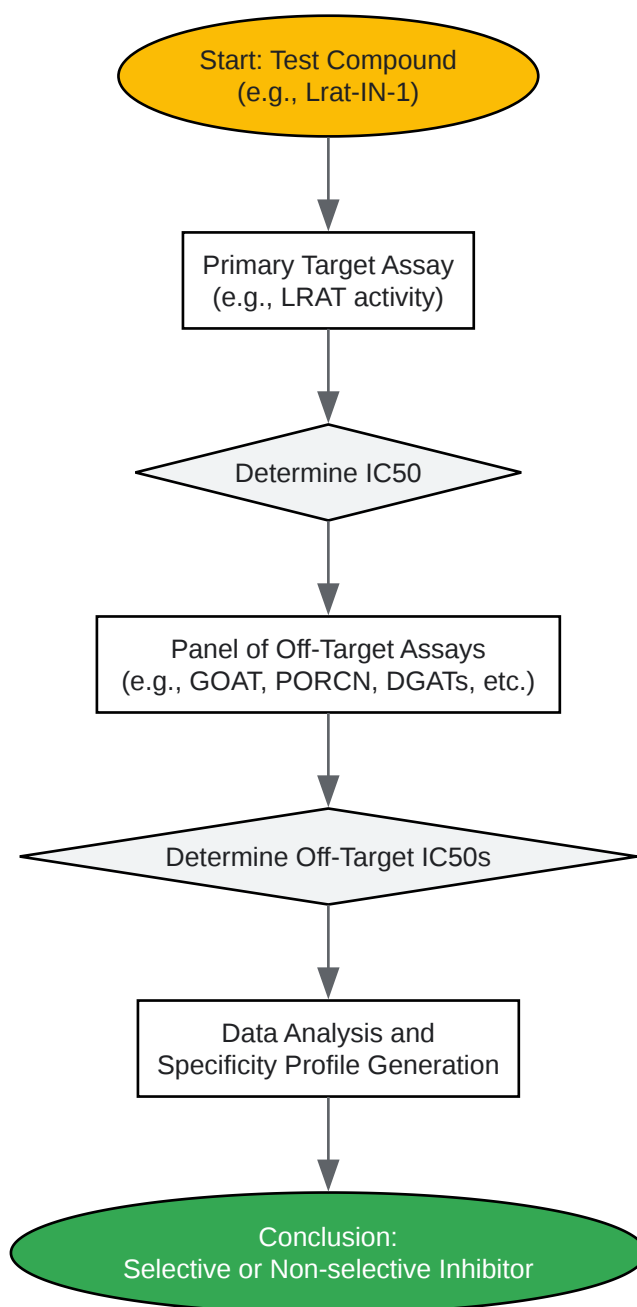 Start: Test Compound
(e.g., Lrat-IN-1)
Primary Target Assay
(e.g., LRAT activity)
Determine IC50
Panel of Off-Target Assays
(e.g., GOAT, PORCN, DGATs, etc.)
Determine Off-Target IC50s
Data Analysis and
Specificity Profile Generation
Conclusion:
Selective or Non-selective Inhibitor